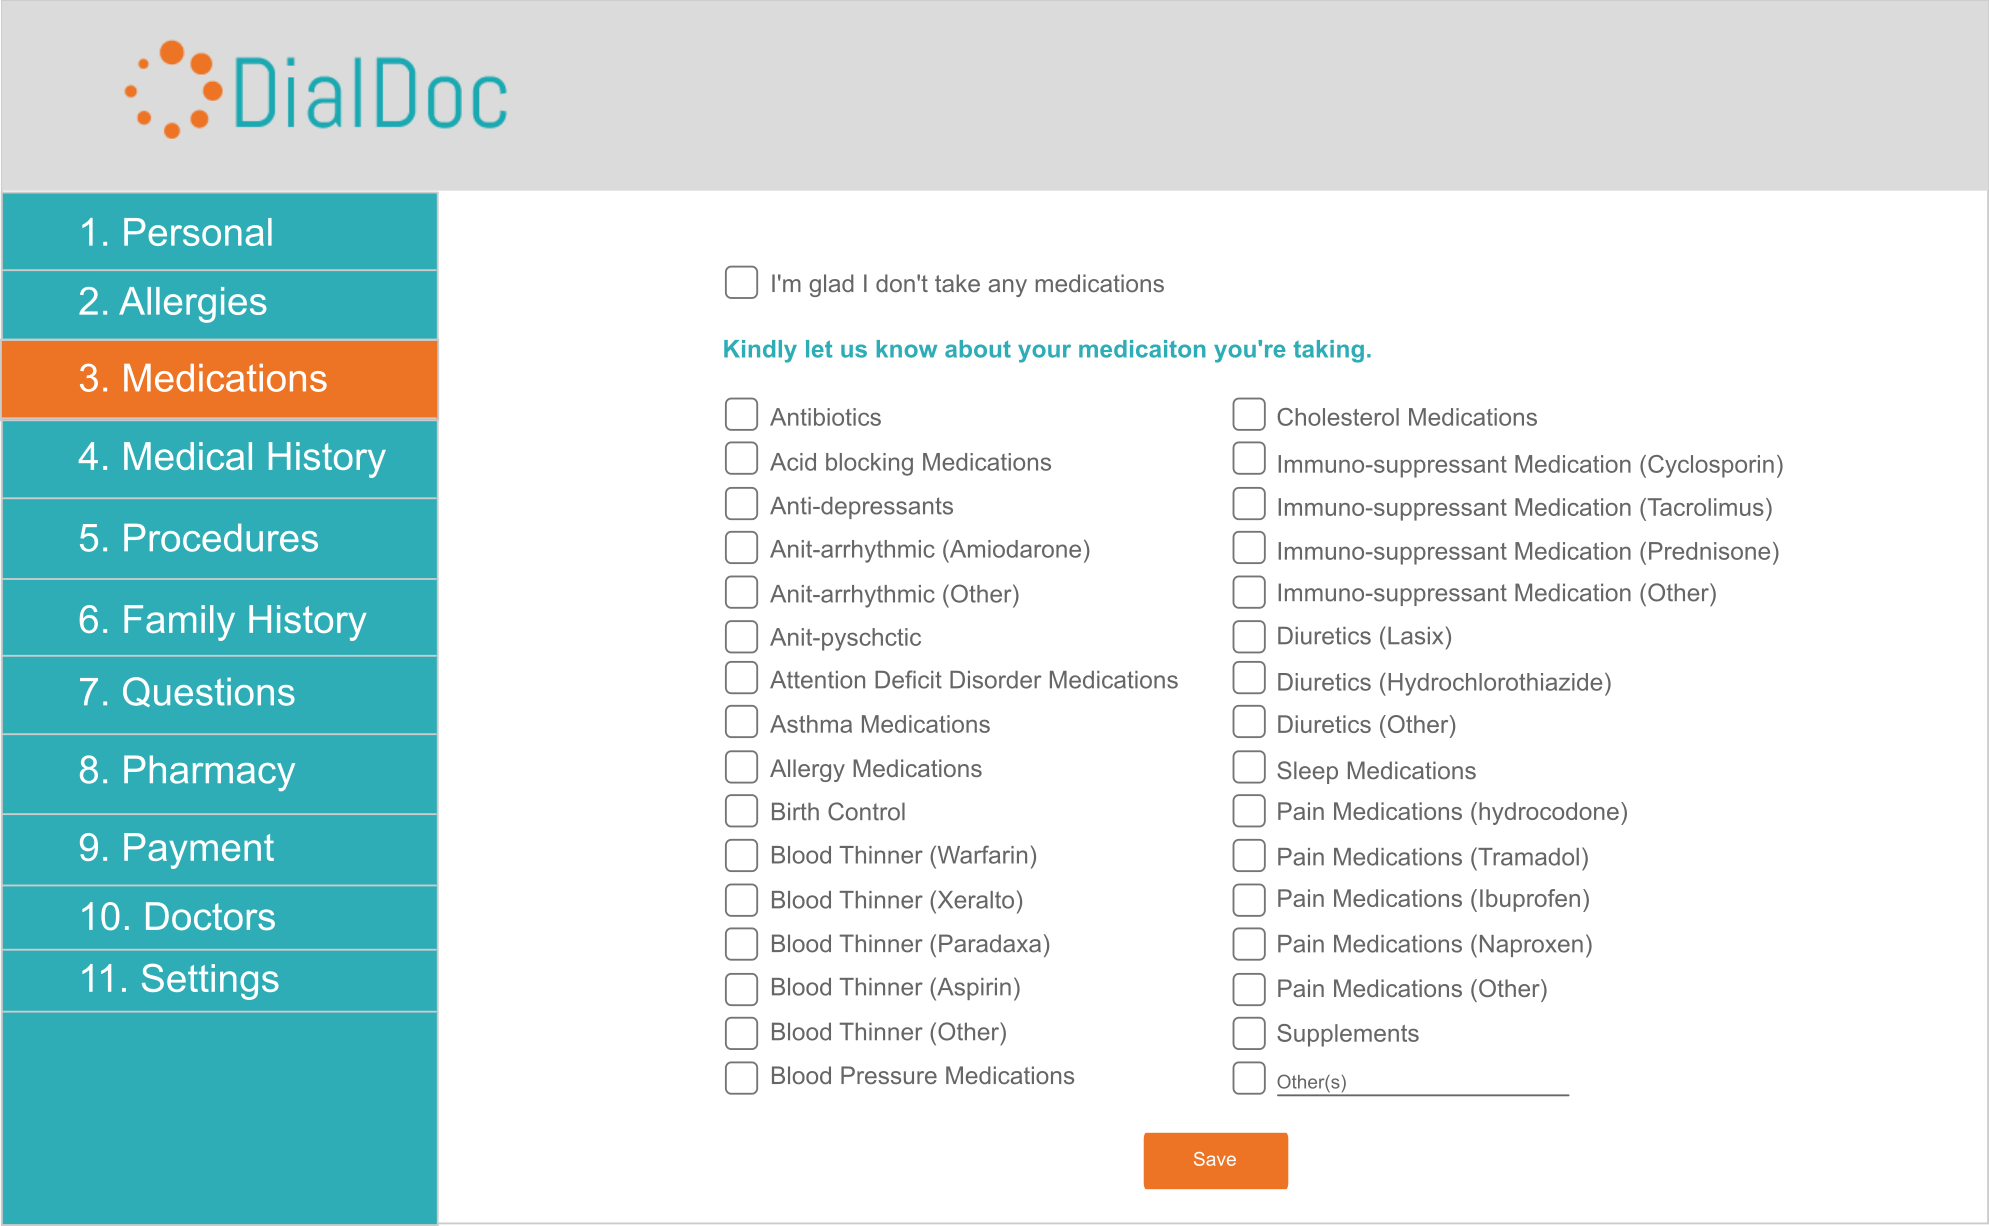 DialDoc
1. Personal
2. Allergies
3. Medications
4. Medical History
5. Procedures
6. Family History
7. Questions
8. Pharmacy
9. Payment
10. Doctors
11. Settings
I'm glad I don't take any medications
Kindly let us know about your medicaiton you're taking.
Antibiotics
Acid blocking Medications
Anti-depressants
Anit-arrhythmic (Amiodarone)
Anit-arrhythmic (Other)
Anit-pyschctic
Attention Deficit Disorder Medications
Asthma Medications
Allergy Medications
Birth Control
Blood Thinner (Warfarin)
Blood Thinner (Xeralto)
Blood Thinner (Paradaxa)
Blood Thinner (Aspirin)
Blood Thinner (Other)
Blood Pressure Medications
Cholesterol Medications
Immuno-suppressant Medication (Cyclosporin)
Immuno-suppressant Medication (Tacrolimus)
Immuno-suppressant Medication (Prednisone)
Immuno-suppressant Medication (Other)
Diuretics (Lasix)
Diuretics (Hydrochlorothiazide)
Diuretics (Other)
Sleep Medications
Pain Medications (hydrocodone)
Pain Medications (Tramadol)
Pain Medications (Ibuprofen)
Pain Medications (Naproxen)
Pain Medications (Other)
Supplements
Other(s)
Save